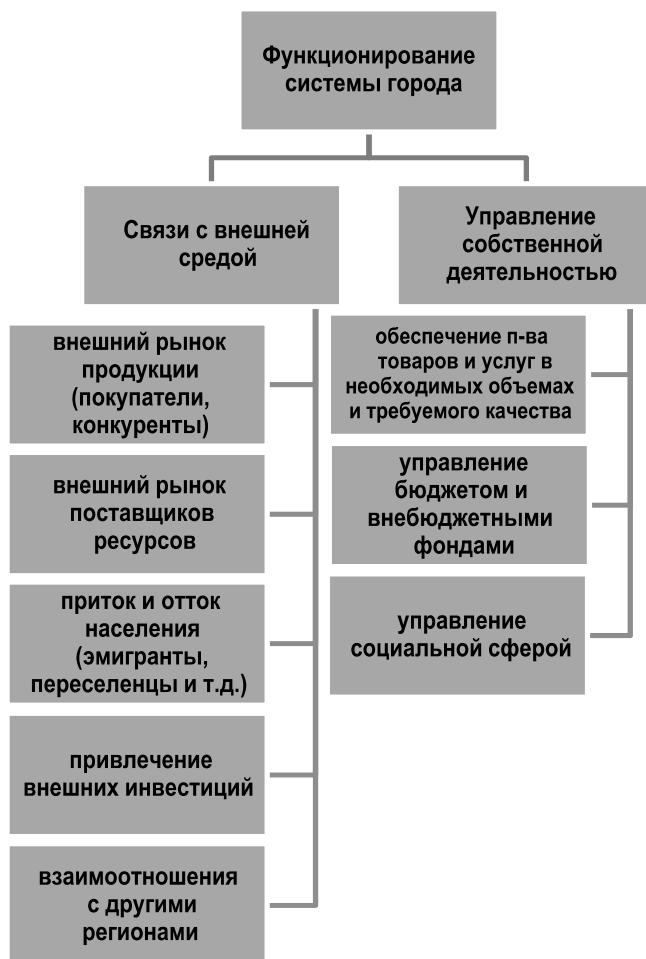 Функционирование
системы города
Связи с внешней
средой
внешний рынок
продукции
(покупатели,
конкуренты)
внешний рынок
поставщиков
ресурсов
приток и отток
населения
(эмигранты,
переселенцы и т.д.)
привлечение
внешних инвестиций
взаимоотношения
с другими
регионами
Управление
собственной
деятельностью
обеспечение п-ва
товаров и услуг в
необходимых объемах
и требуемого качества
управление
бюджетом и
внебюджетными
фондами
управление
социальной сферой